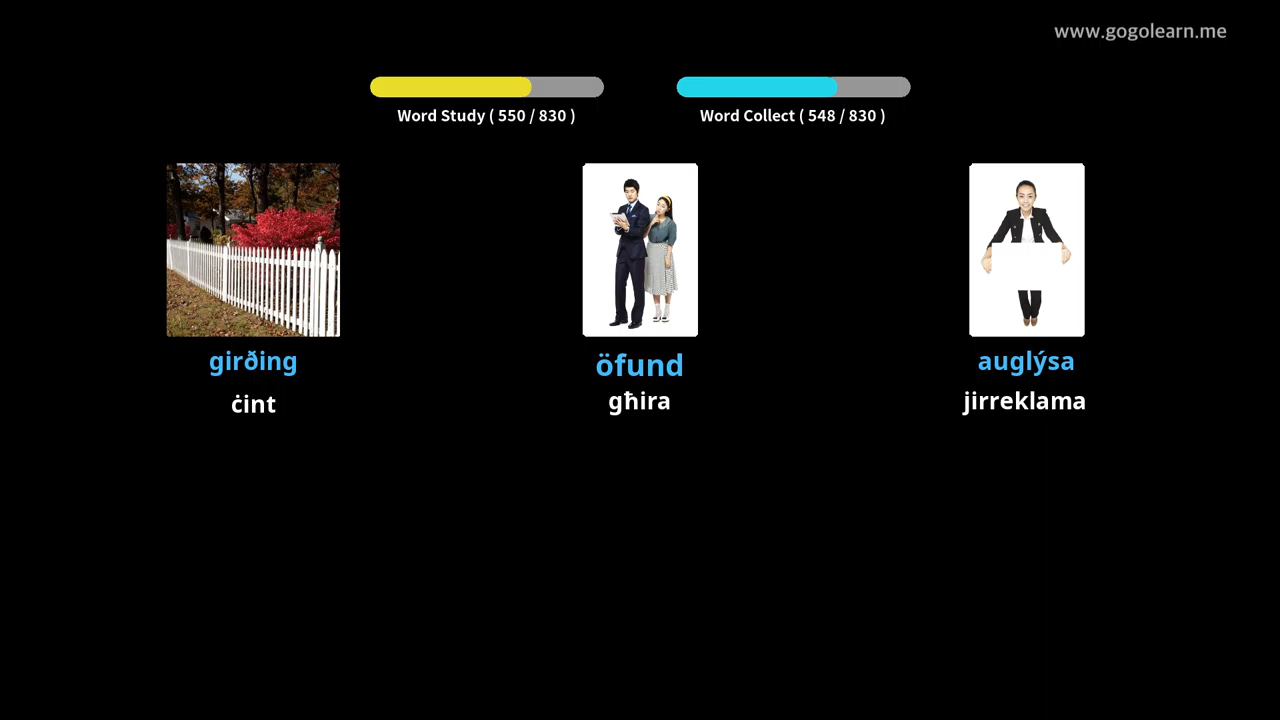 www.gogolearn.me
Word Study ( 550 / 830 )
Word Collect ( 548 / 830 )
girðing
öfund
auglýsa
ċint
għira
jirreklama